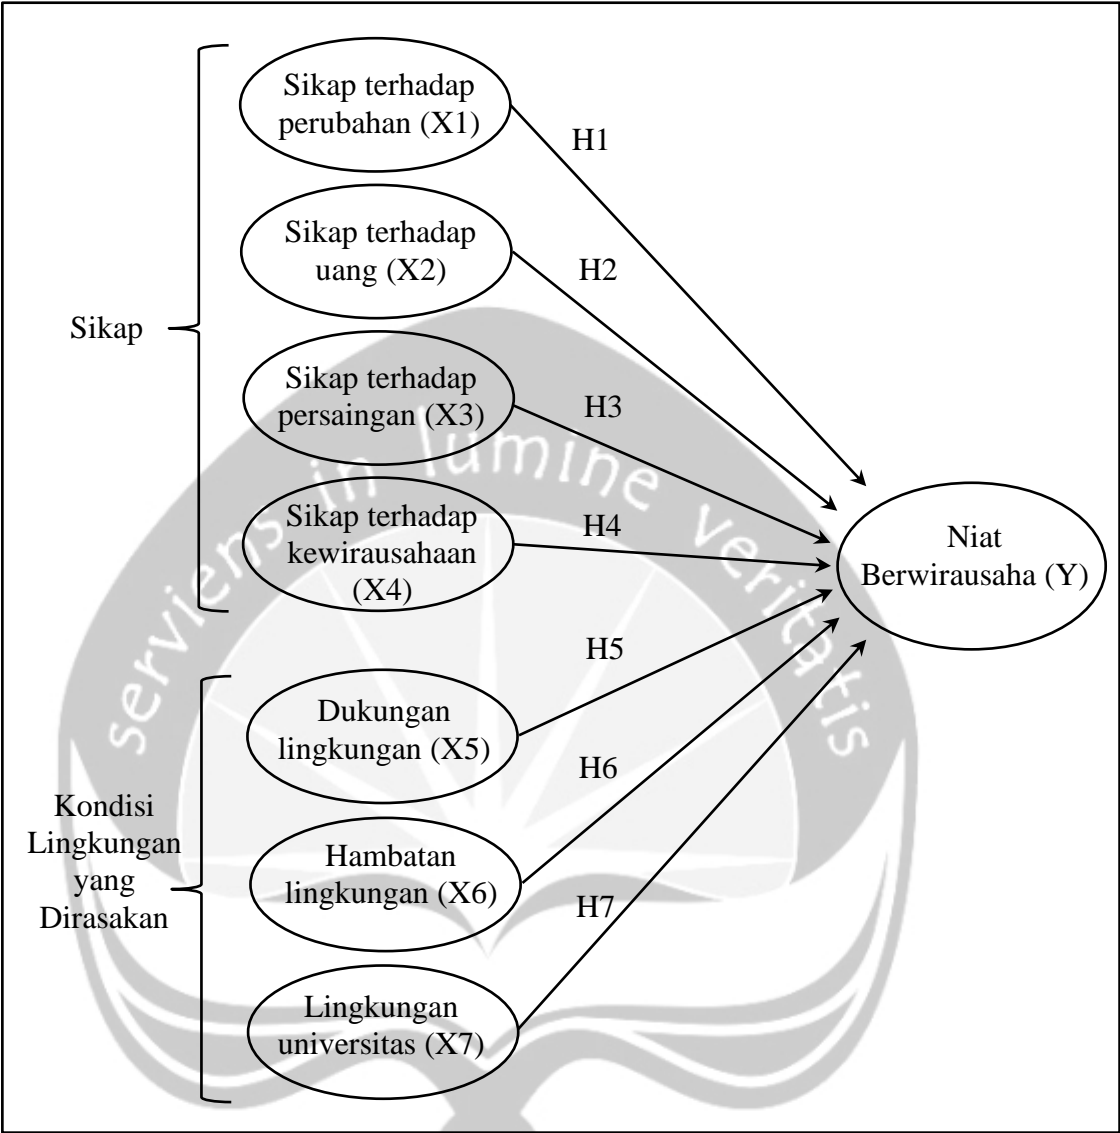 Sikap
Sikap terhadap
perubahan (X1)
Sikap terhadap
uang (X2)
Sikap terhadap
persaingan (X3)
Sikap terhadap
kewirausahaan
(X4)
Kondisi
Lingkungan
yang
Dirasakan
Dukungan
lingkungan (X5)
Hambatan
lingkungan (X6)
Lingkungan
universitas (X7)
H1
H2
H3
H4
H5
H6
H7
Niat
Berwirausaha (Y)
serviens in lumine veritatis